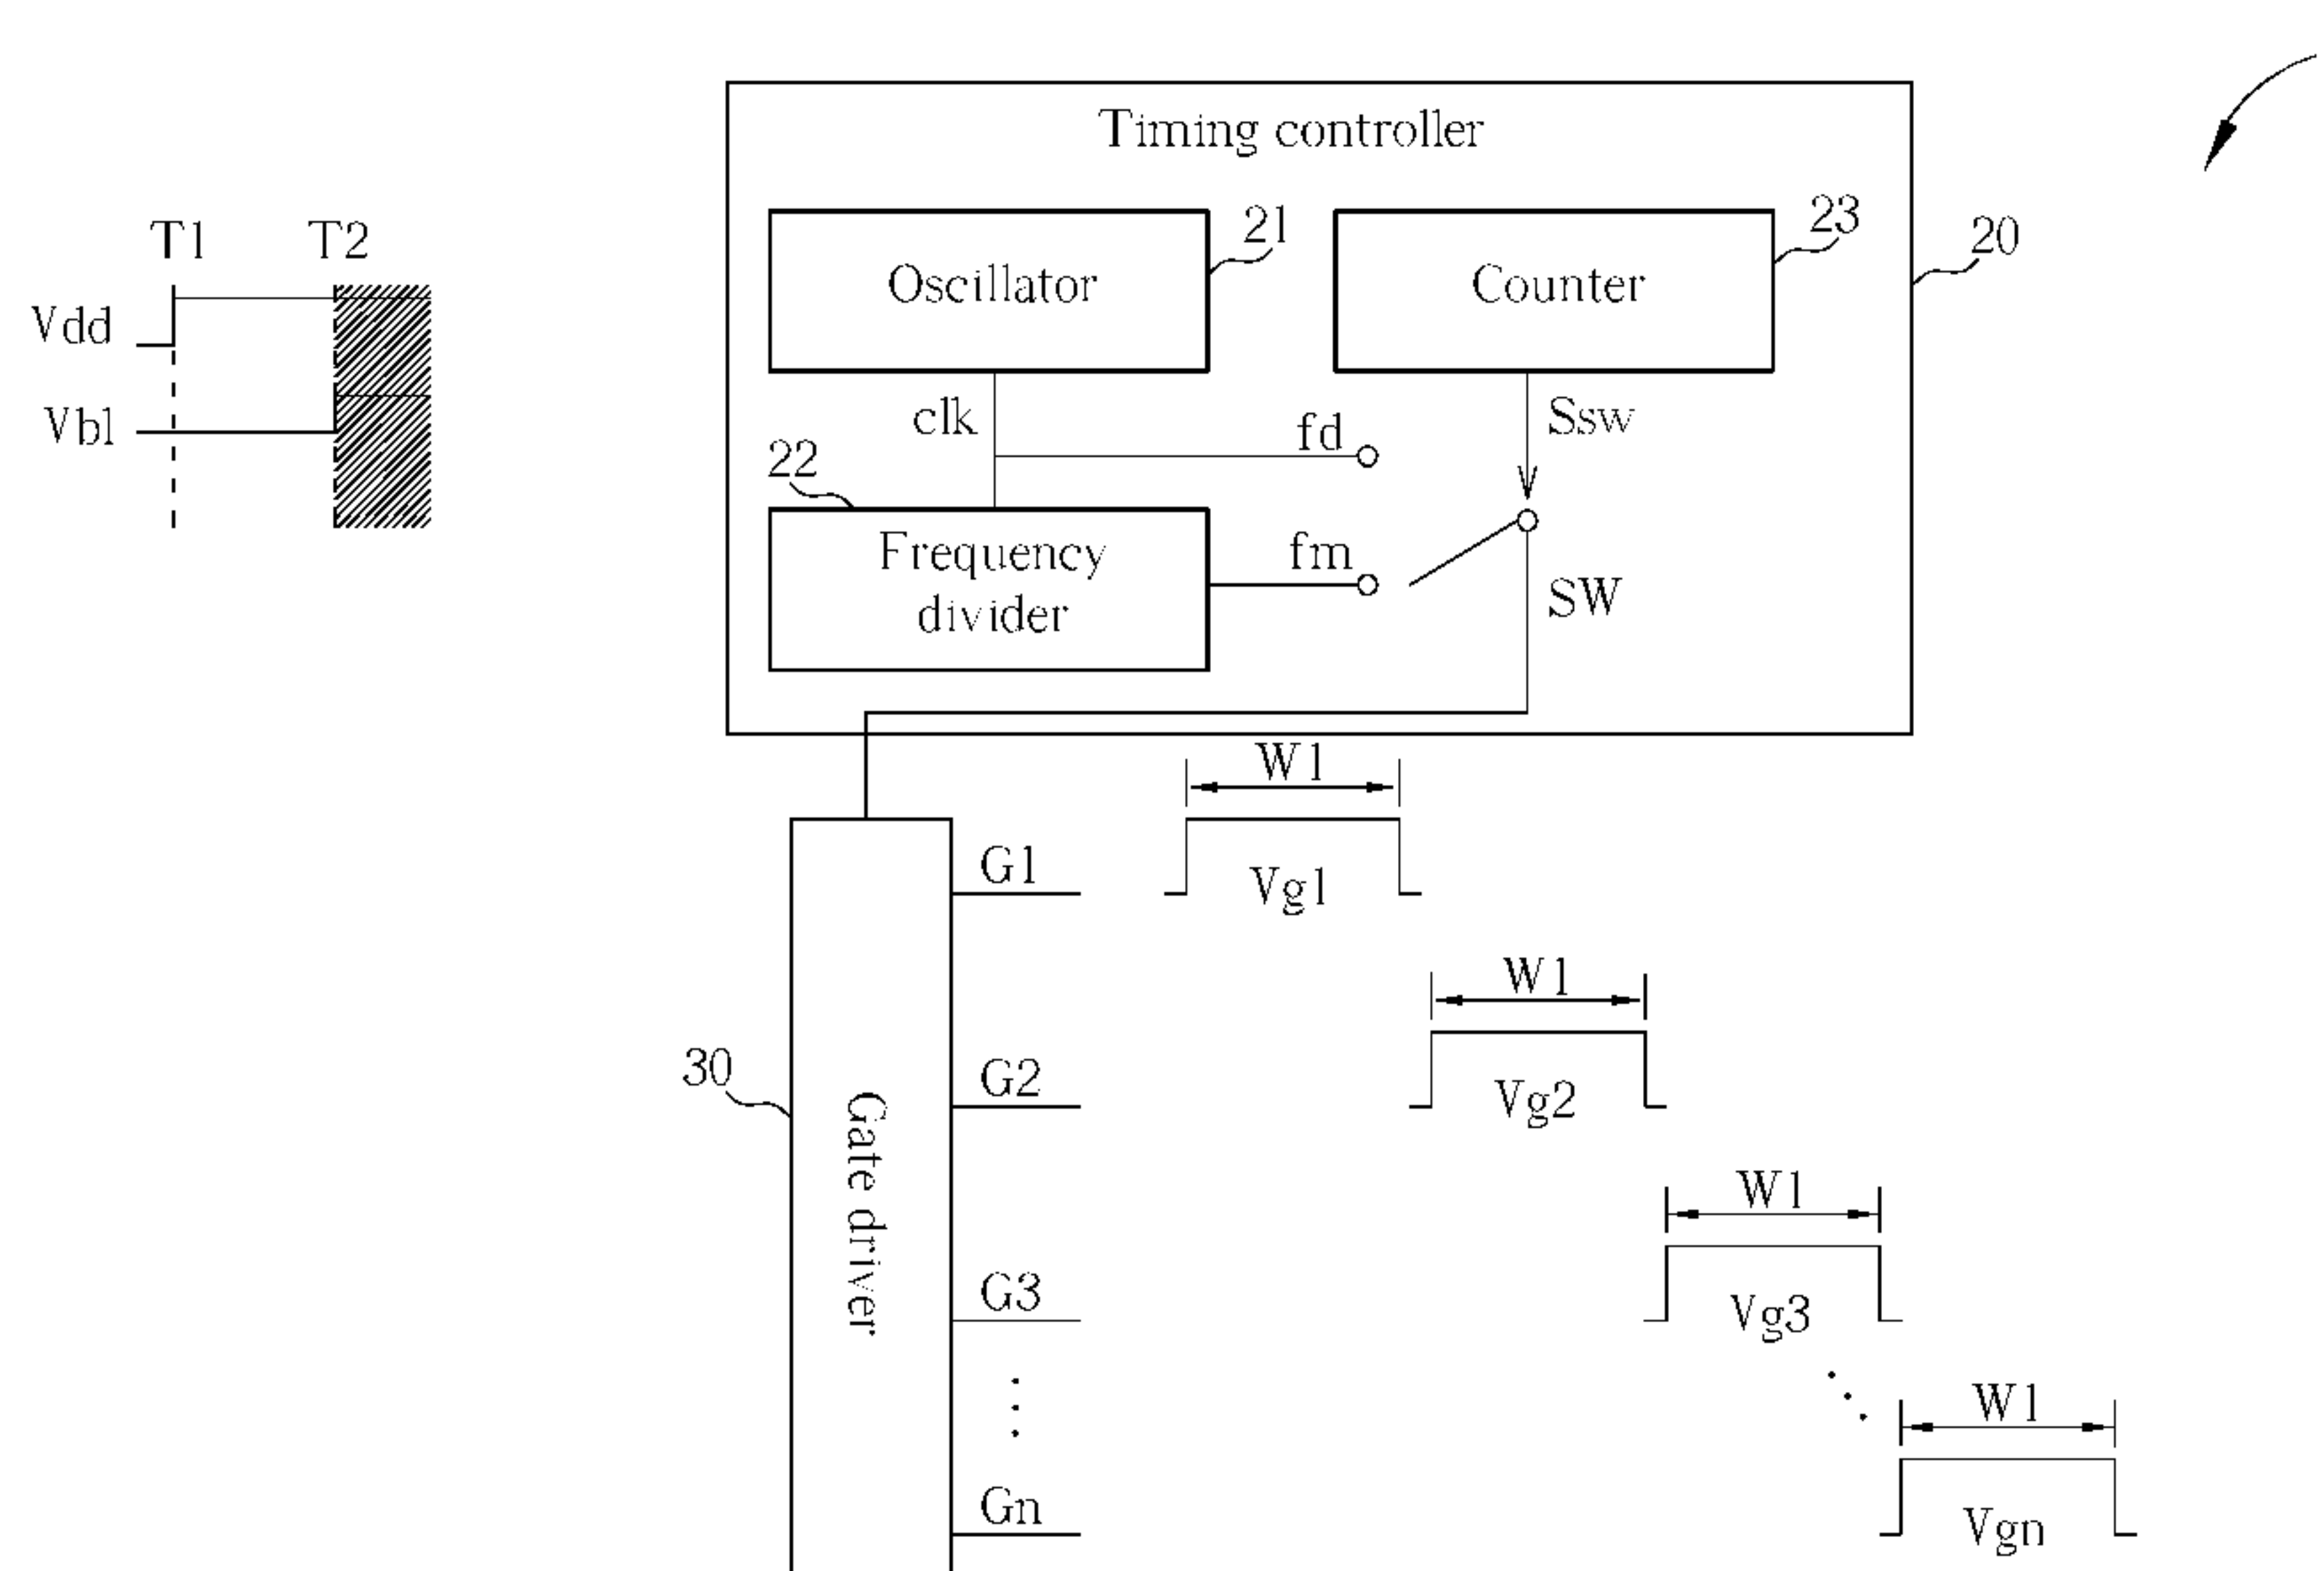 Timing controller
T1 T2
Vdd
Vbl
Oscillator
21
Counter
23
20
clk
fd
Ssw
22
Frequency
divider
fm
SW
W1
G1
Vg1
W1
30
Gate driver
G2
Vg2
W1
G3
Vg3
W1
Gn
Vgn